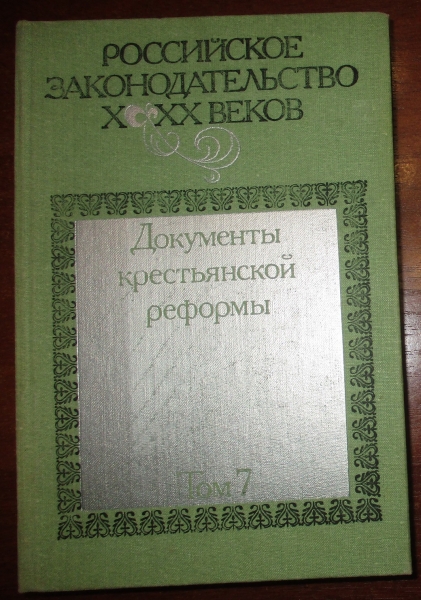 РОССИЙСКОЕ
ЗАКОНОДАТЕЛЬСТВО
X-XX ВЕКОВ
Документы
крестьянской
реформы
Том 7